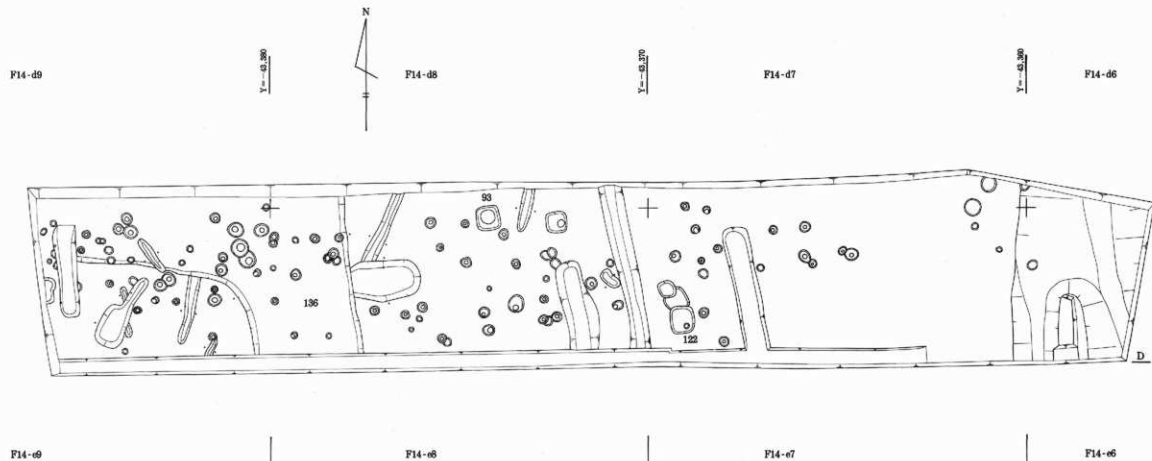 N
F14-d9
Y=-43,380
F14-d8
Y=-43,370
F14-d7
Y=-43,360
F14-d6
93
136
122
D
F14-e9
F14-e8
F14-e7
F14-e6